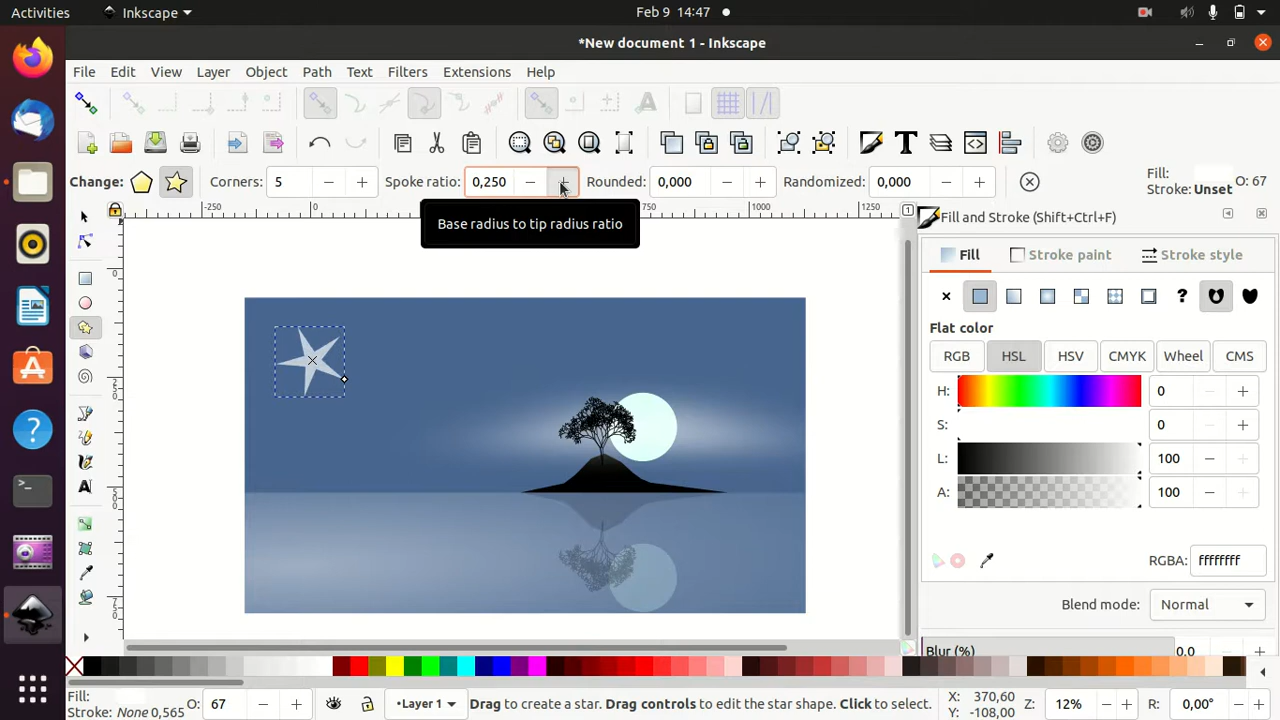 Activities Inkscape Feb 9 14:47
*New document 1 - Inkscape
File Edit View Layer Object Path Text Filters Extensions Help
Change: Corners: 5 Spoke ratio: 0,250 Rounded: 0,000 Randomized: 0,000 Fill: O: 67
Stroke: Unset
-250 0 750 1000 1250 1
Base radius to tip radius ratio
Fill and Stroke (Shift+Ctrl+F)
Fill Stroke paint Stroke style
Flat color
RGB HSL HSV CMYK Wheel CMS
H: 0
S: 0
L: 100
A: 100
RGBA: ffffffff
Blend mode: Normal
Blur (%) 0.0
Fill: O: 67 •Layer 1 Drag to create a star. Drag controls to edit the star shape. Click to select. X: 370,60 Z: 12% R: 0,00°
Stroke: None 0,565 Y: -108,00